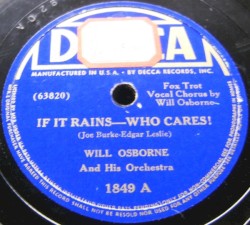 DECCA
MANUFACTURED IN U.S.A. BY DECCA RECORDS, INC.
(63820)
Fox Trot
Vocal Chorus by
Will Osborne
IF IT RAINS—WHO CARES!
(Joe Burke-Edgar Leslie)
WILL OSBORNE
And His Orchestra
1849 A